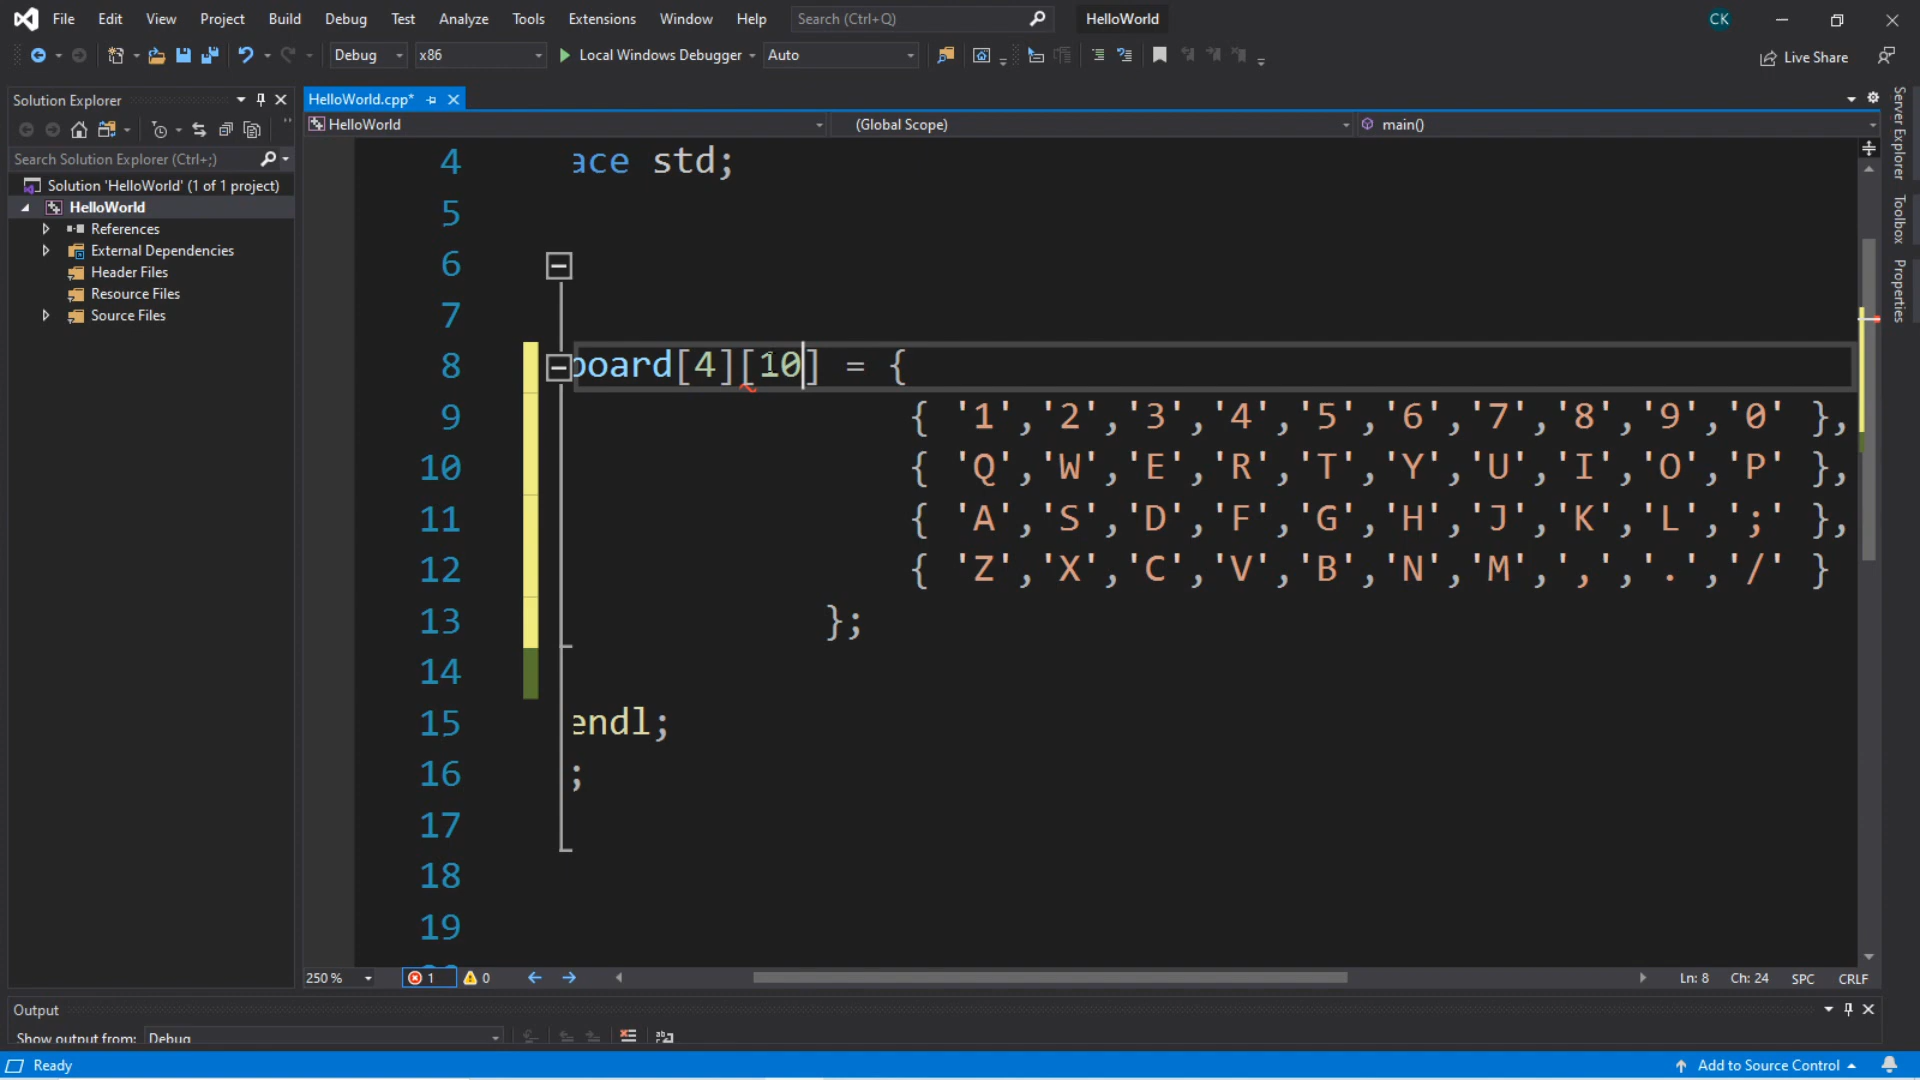 File Edit View Project Build Debug Test Analyze Tools Extensions Window Help Search (Ctrl+Q) HelloWorld CK
Debug x86 Local Windows Debugger Auto Live Share
Solution Explorer
Search Solution Explorer (Ctrl+;)
Solution 'HelloWorld' (1 of 1 project)
HelloWorld
References
External Dependencies
Header Files
Resource Files
Source Files
HelloWorld.cpp*
HelloWorld (Global Scope) main()
4 ace std;
5
6
7
8 board[4][10] = {
9 { '1','2','3','4','5','6','7','8','9','0' },
10 { 'Q','W','E','R','T','Y','U','I','O','P' },
11 { 'A','S','D','F','G','H','J','K','L',';' },
12 { 'Z','X','C','V','B','N','M',',','.','/' }
13 };
14
15 endl;
16 ;
17
18
19
250 % 1 0 Ln: 8 Ch: 24 SPC CRLF
Server Explorer
Toolbox
Properties
Output
Show output from: Debug
Ready Add to Source Control